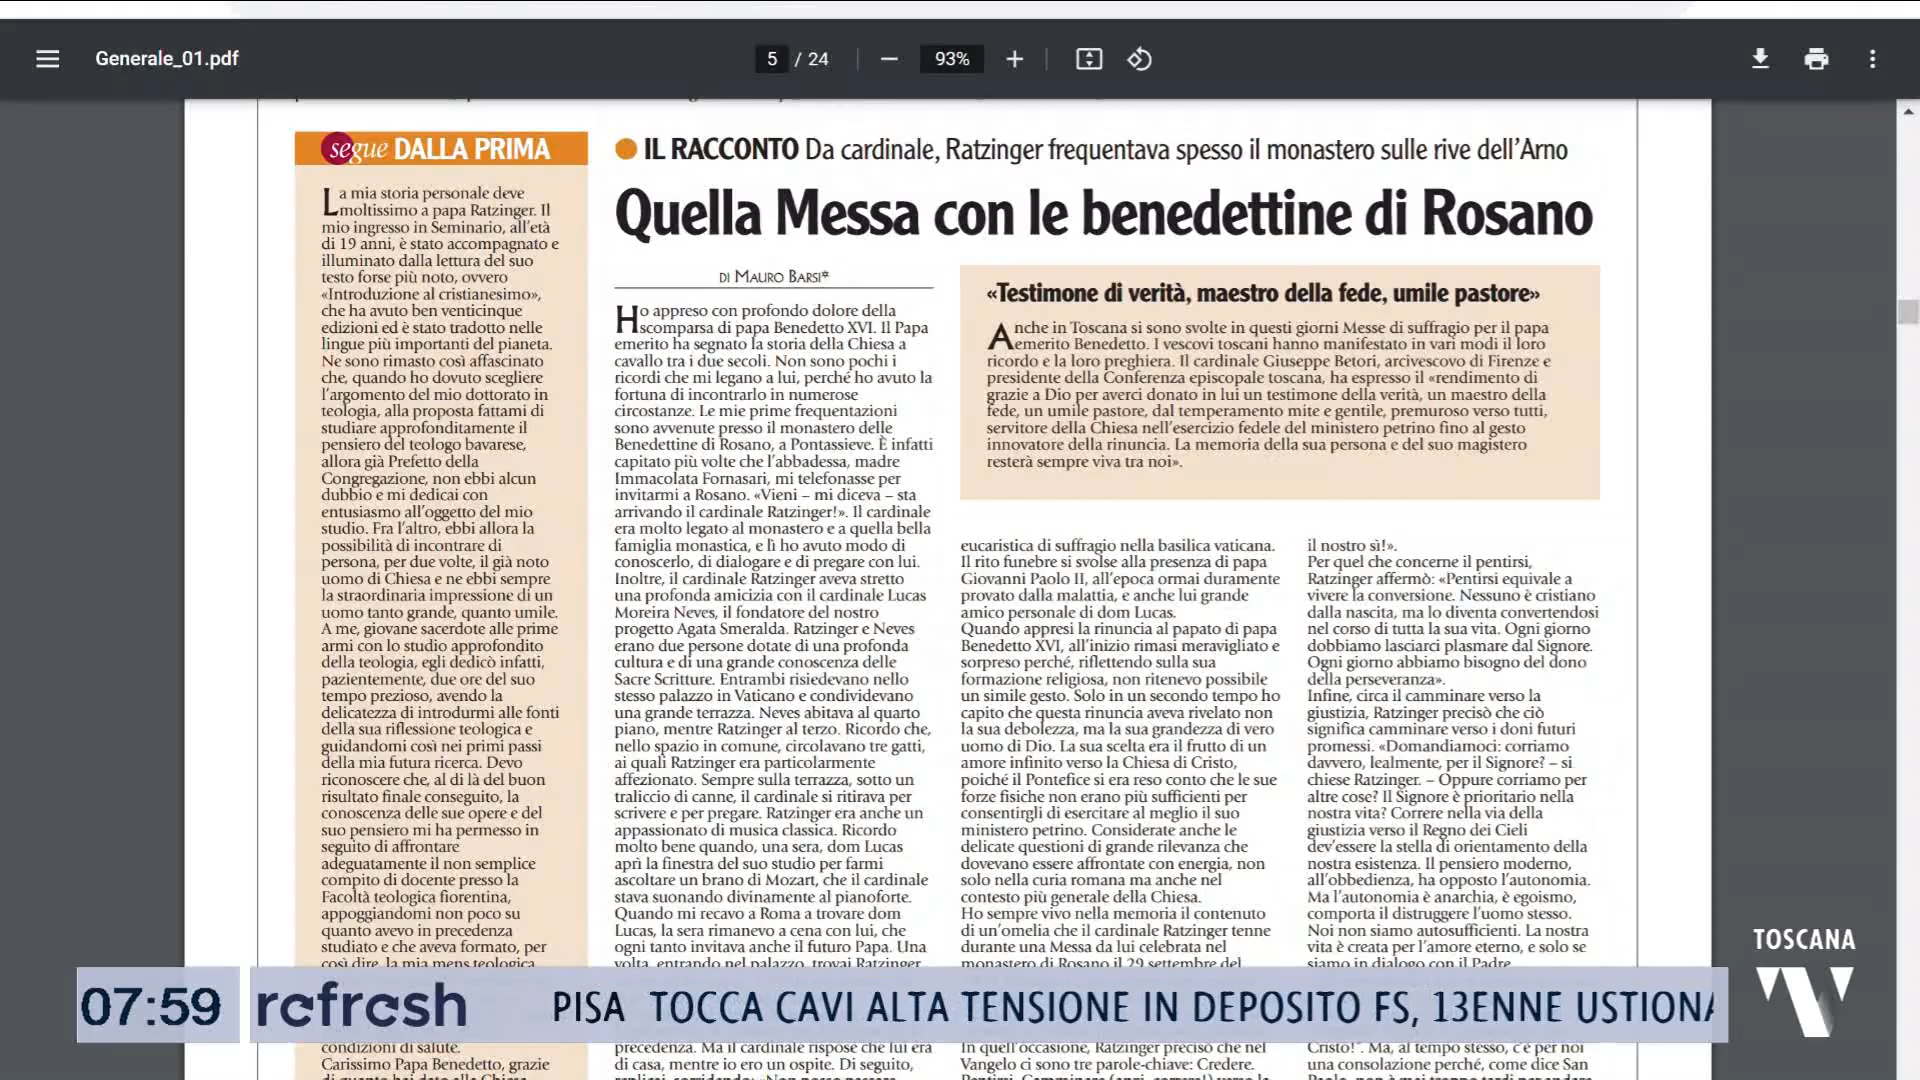 Generale_01.pdf
5 / 24
93%
segue DALLA PRIMA
La mia storia personale deve
moltissimo a papa Ratzinger. Il
mio ingresso in Seminario, all'età
di 19 anni, è stato accompagnato e
illuminato dalla lettura del suo
testo forse più noto, ovvero
«Introduzione al cristianesimo»,
che ha avuto ben venticinque
edizioni ed è stato tradotto nelle
lingue più importanti del pianeta.
Ne sono rimasto così affascinato
che, quando ho dovuto scegliere
l'argomento del mio dottorato in
teologia, alla proposta fattami di
studiare approfonditamente il
pensiero del teologo bavarese,
allora già Prefetto della
Congregazione, non ebbi alcun
dubbio e mi dedicai con
entusiasmo all'oggetto del mio
studio. Fra l'altro, ebbi allora la
possibilità di incontrare di
persona, per due volte, il già noto
uomo di Chiesa e ne ebbi sempre
la straordinaria impressione di un
uomo tanto grande, quanto umile.
A me, giovane sacerdote alle prime
armi con lo studio approfondito
della teologia, egli dedicò infatti,
pazientemente, due ore del suo
tempo prezioso, avendo la
delicatezza di introdurmi alle fonti
della sua riflessione teologica e
guidandomi così nei primi passi
della mia futura ricerca. Devo
riconoscere che, al di là del buon
risultato finale conseguito, la
conoscenza delle sue opere e del
suo pensiero mi ha permesso in
seguito di affrontare
adeguatamente il non semplice
compito di docente presso la
Facoltà teologica fiorentina,
appoggiandomi non poco su
quanto avevo in precedenza
studiato e che aveva formato, per
così dire, la mia mens teologica
condizioni di salute.
Carissimo Papa Benedetto, grazie
di quanto hai dato alla Chiesa
IL RACCONTO Da cardinale, Ratzinger frequentava spesso il monastero sulle rive dell'Arno
Quella Messa con le benedettine di Rosano
DI MAURO BARSI*
Ho appreso con profondo dolore della
scomparsa di papa Benedetto XVI. Il Papa
emerito ha segnato la storia della Chiesa a
cavallo tra i due secoli. Non sono pochi i
ricordi che mi legano a lui, perché ho avuto la
fortuna di incontrarlo in numerose
circostanze. Le mie prime frequentazioni
sono avvenute presso il monastero delle
Benedettine di Rosano, a Pontassieve. È infatti
capitato più volte che l'abbadessa, madre
Immacolata Fornasari, mi telefonasse per
invitarmi a Rosano. «Vieni – mi diceva – sta
arrivando il cardinale Ratzinger!». Il cardinale
era molto legato al monastero e a quella bella
famiglia monastica, e lì ho avuto modo di
conoscerlo, di dialogare e di pregare con lui.
Inoltre, il cardinale Ratzinger aveva stretto
una profonda amicizia con il cardinale Lucas
Moreira Neves, il fondatore del nostro
progetto Agata Smeralda. Ratzinger e Neves
erano due persone dotate di una profonda
cultura e di una grande conoscenza delle
Sacre Scritture. Entrambi risiedevano nello
stesso palazzo in Vaticano e condividevano
una grande terrazza. Neves abitava al quarto
piano, mentre Ratzinger al terzo. Ricordo che,
nello spazio in comune, circolavano tre gatti,
ai quali Ratzinger era particolarmente
affezionato. Sempre sulla terrazza, sotto un
traliccio di canne, il cardinale si ritirava per
scrivere e per pregare. Ratzinger era anche un
appassionato di musica classica. Ricordo
molto bene quando, una sera, dom Lucas
aprì la finestra del suo studio per farmi
ascoltare un brano di Mozart, che il cardinale
stava suonando divinamente al pianoforte.
Quando mi recavo a Roma a trovare dom
Lucas, la sera rimanevo a cena con lui, che
ogni tanto invitava anche il futuro Papa. Una
volta, entrando nel palazzo, trovai Ratzinger
precedenza. Ma il cardinale rispose che lui era
di casa, mentre io ero un ospite. Di seguito,
«Testimone di verità, maestro della fede, umile pastore»
Anche in Toscana si sono svolte in questi giorni Messe di suffragio per il papa
emerito Benedetto. I vescovi toscani hanno manifestato in vari modi il loro
ricordo e la loro preghiera. Il cardinale Giuseppe Betori, arcivescovo di Firenze e
presidente della Conferenza episcopale toscana, ha espresso il «rendimento di
grazie a Dio per averci donato in lui un testimone della verità, un maestro della
fede, un umile pastore, dal temperamento mite e gentile, premuroso verso tutti,
servitore della Chiesa nell'esercizio fedele del ministero petrino fino al gesto
innovatore della rinuncia. La memoria della sua persona e del suo magistero
resterà sempre viva tra noi».
eucaristica di suffragio nella basilica vaticana.
Il rito funebre si svolse alla presenza di papa
Giovanni Paolo II, all'epoca ormai duramente
provato dalla malattia, e anche lui grande
amico personale di dom Lucas.
Quando appresi la rinuncia al papato di papa
Benedetto XVI, all'inizio rimasi meravigliato e
sorpreso perché, riflettendo sulla sua
formazione religiosa, non ritenevo possibile
un simile gesto. Solo in un secondo tempo ho
capito che questa rinuncia aveva rivelato non
la sua debolezza, ma la sua grandezza di vero
uomo di Dio. La sua scelta era il frutto di un
amore infinito verso la Chiesa di Cristo,
poiché il Pontefice si era reso conto che le sue
forze fisiche non erano più sufficienti per
consentirgli di esercitare al meglio il suo
ministero petrino. Considerate anche le
delicate questioni di grande rilevanza che
dovevano essere affrontate con energia, non
solo nella curia romana ma anche nel
contesto più generale della Chiesa.
Ho sempre vivo nella memoria il contenuto
di un'omelia che il cardinale Ratzinger tenne
durante una Messa da lui celebrata nel
monastero di Rosano il 29 settembre del
In quell'occasione, Ratzinger precisò che nel
Vangelo ci sono tre parole-chiave: Credere.
il nostro sì!».
Per quel che concerne il pentirsi,
Ratzinger affermò: «Pentirsi equivale a
vivere la conversione. Nessuno è cristiano
dalla nascita, ma lo diventa convertendosi
nel corso di tutta la sua vita. Ogni giorno
dobbiamo lasciarci plasmare dal Signore.
Ogni giorno abbiamo bisogno del dono
della perseveranza».
Infine, circa il camminare verso la
giustizia, Ratzinger precisò che ciò
significa camminare verso i doni futuri
promessi. «Domandiamoci: corriamo
davvero, lealmente, per il Signore? – si
chiese Ratzinger. – Oppure corriamo per
altre cose? Il Signore è prioritario nella
nostra vita? Correre nella via della
giustizia verso il Regno dei Cieli
dev'essere la stella di orientamento della
nostra esistenza. Il pensiero moderno,
all'obbedienza, ha opposto l'autonomia.
Ma l'autonomia è anarchia, è egoismo,
comporta il distruggere l'uomo stesso.
Noi non siamo autosufficienti. La nostra
vita è creata per l'amore eterno, e solo se
siamo in dialogo con il Padre
Cristo!". Ma, al tempo stesso, c'è per noi
una consolazione perché, come dice San
TOSCANA
07:59 refresh PISA TOCCA CAVI ALTA TENSIONE IN DEPOSITO FS, 13ENNE USTIONA